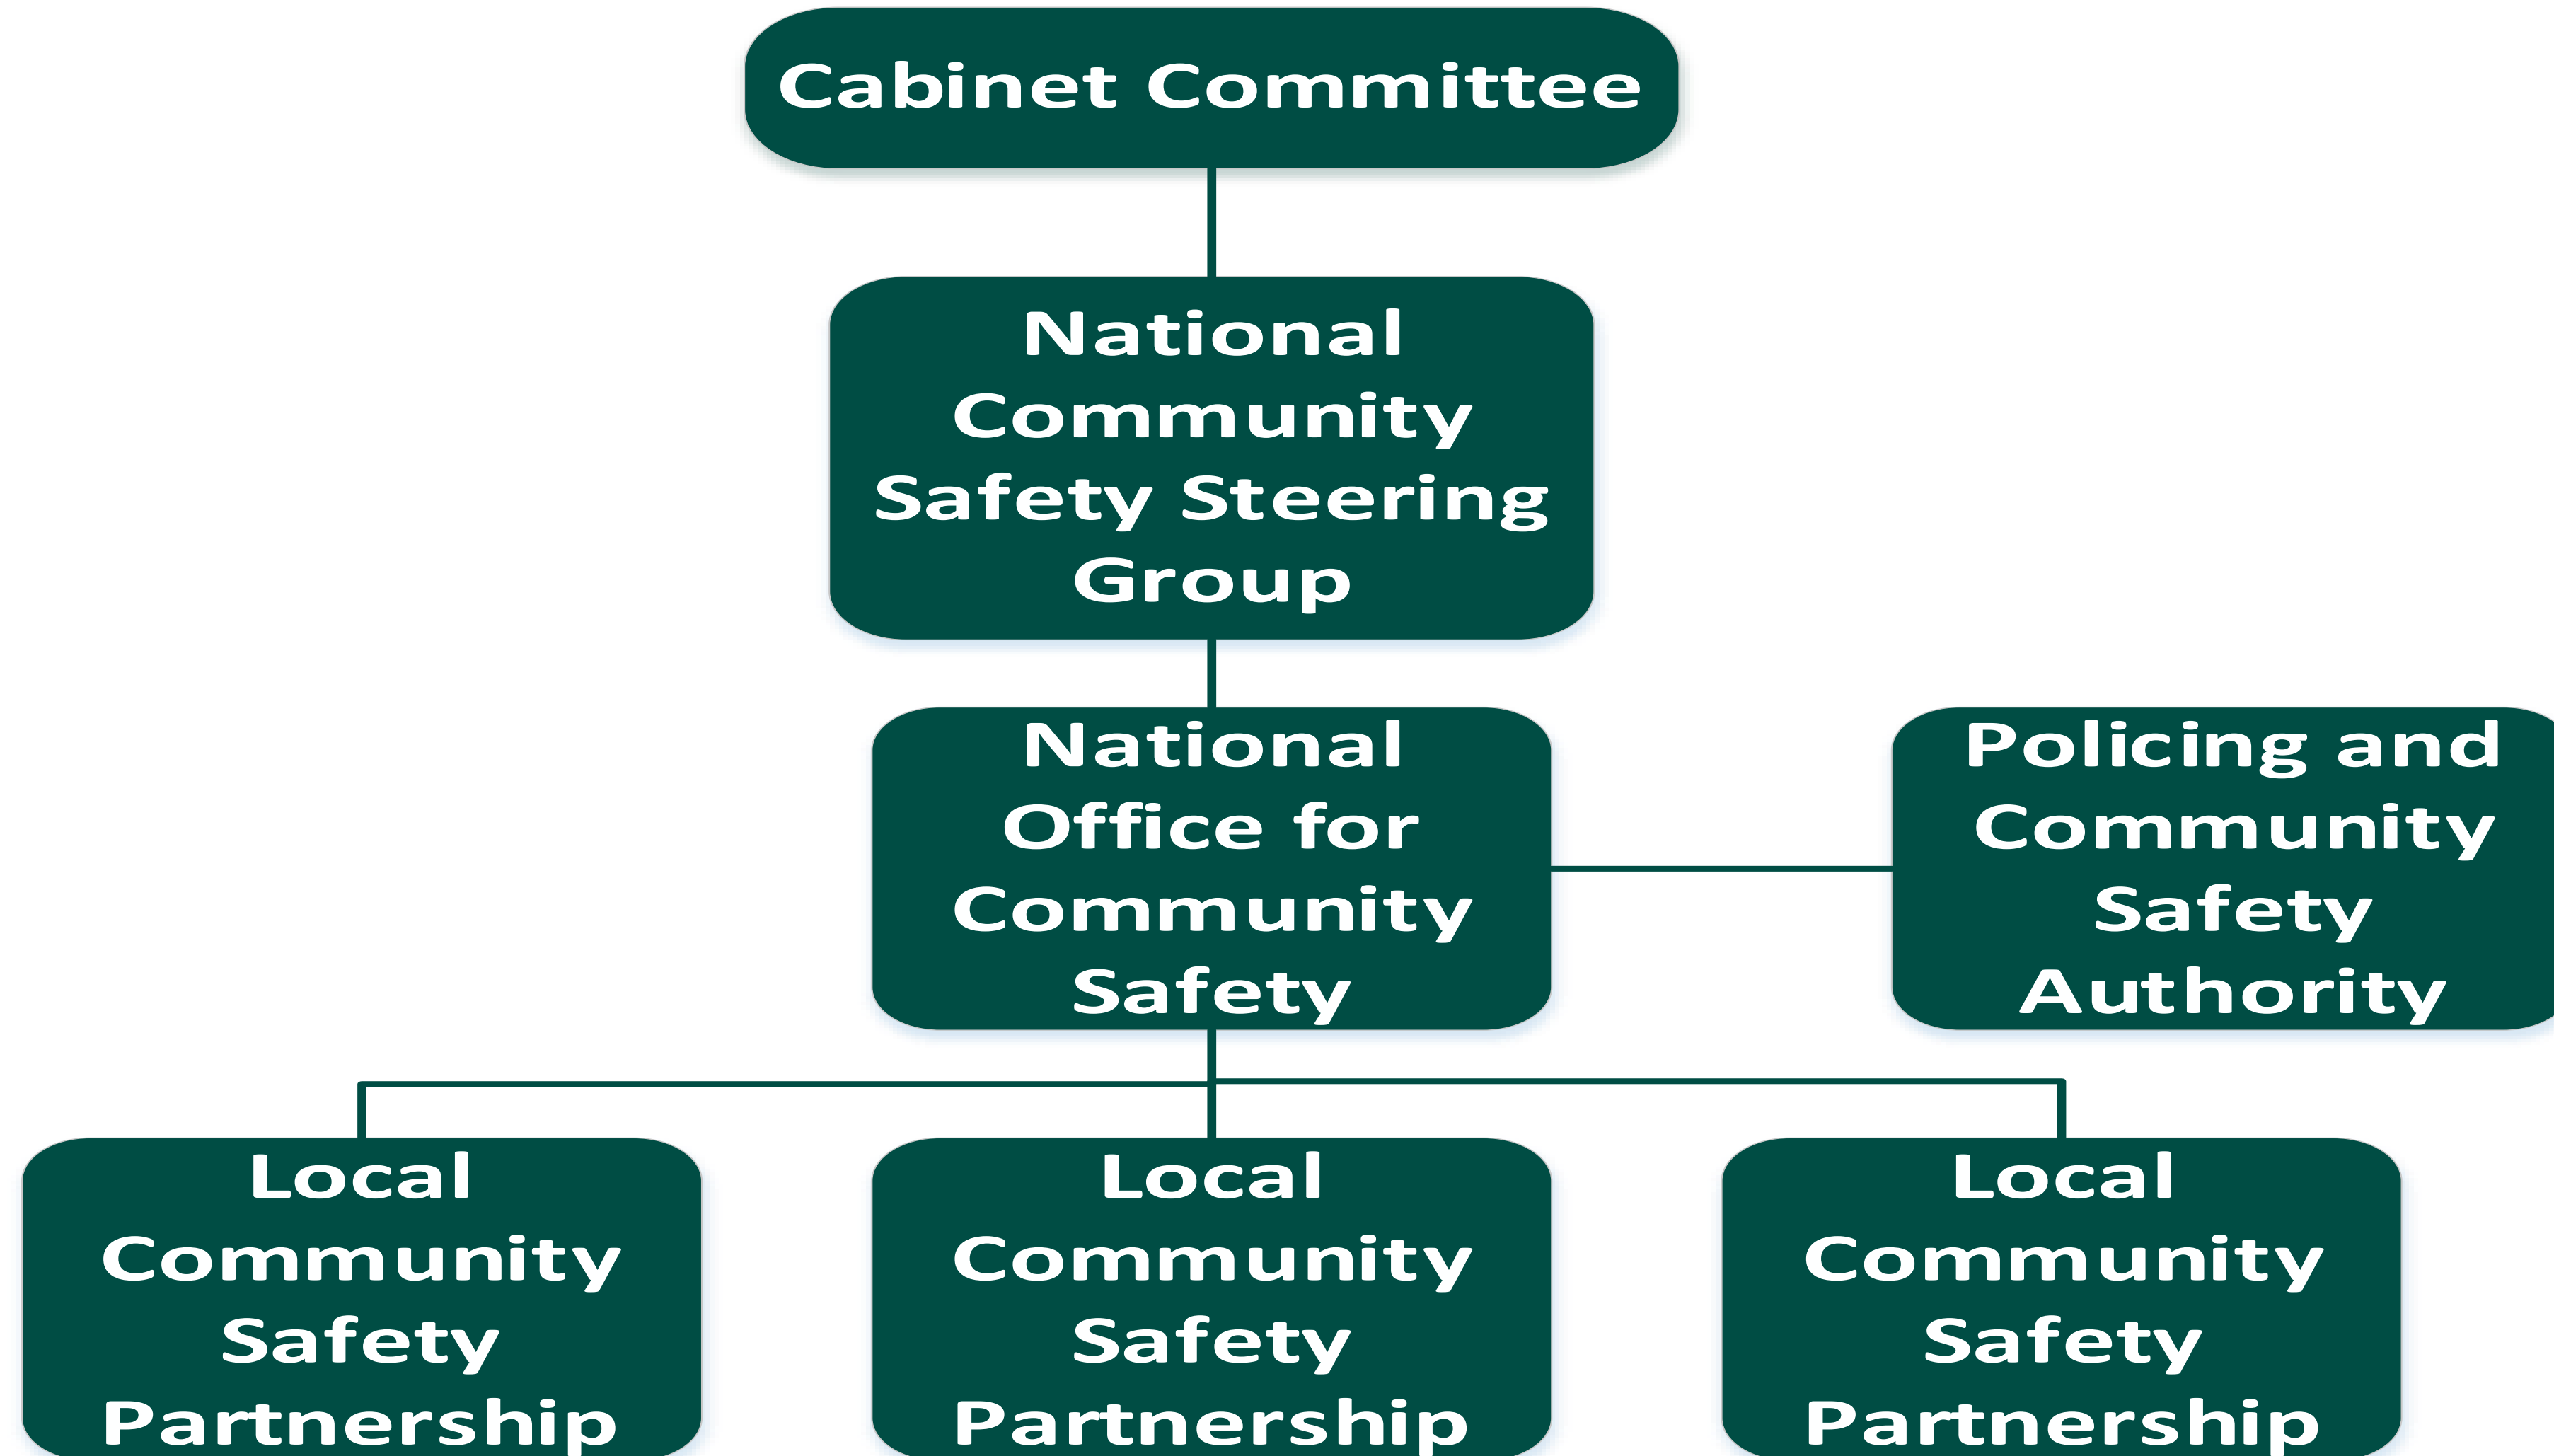 Cabinet Committee
National
Community
Safety Steering
Group
National
Office for
Community
Safety
Policing and
Community
Safety
Authority
Local
Community
Safety
Partnership
Local
Community
Safety
Partnership
Local
Community
Safety
Partnership